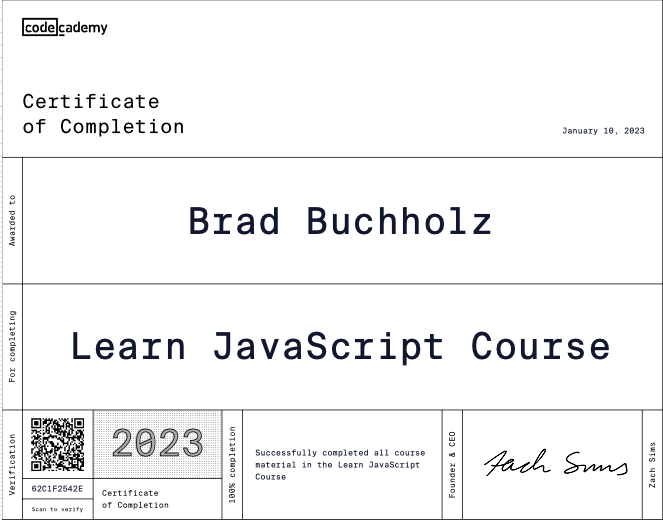 codecademy
Certificate
of Completion
January 10, 2023
Awarded to
Brad Buchholz
For completing
Learn JavaScript Course
Verification
62C1F2542E
Scan to verify
2023
Certificate
of Completion
100% completion
Successfully completed all course
material in the Learn JavaScript
Course
Founder & CEO
Zach Sims
Zach Sims